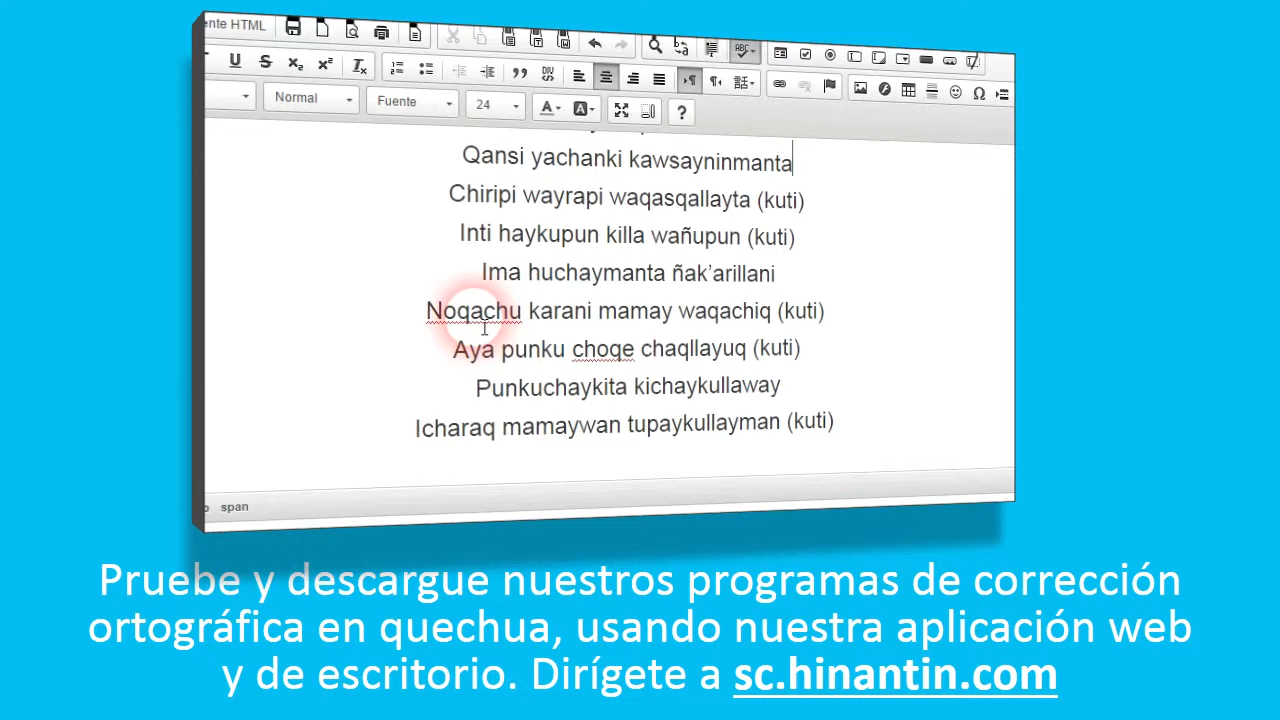 ente HTML
Normal Fuente 24
Qansi yachanki kawsayninmanta
Chiripi wayrapi waqasqallayta (kuti)
Inti haykupun killa wañupun (kuti)
Ima huchaymanta ñak’arillani
Noqachu karani mamay waqachiq (kuti)
Aya punku choqe chaqllayuq (kuti)
Punkuchaykita kichaykullaway
Icharaq mamaywan tupaykullayman (kuti)
span
Pruebe y descargue nuestros programas de corrección
ortográfica en quechua, usando nuestra aplicación web
y de escritorio. Dirígete a sc.hinantin.com